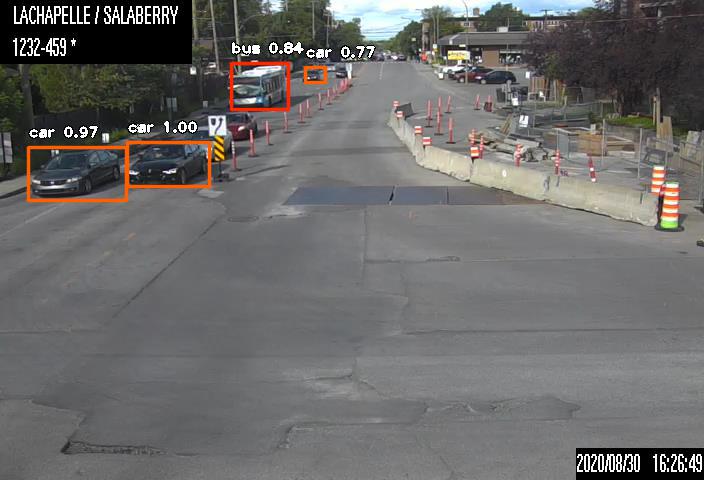 LACHAPELLE / SALABERRY
1232-459 *
bus 0.84
car 0.77
car 0.97
car 1.00
2020/08/30 16:26:49